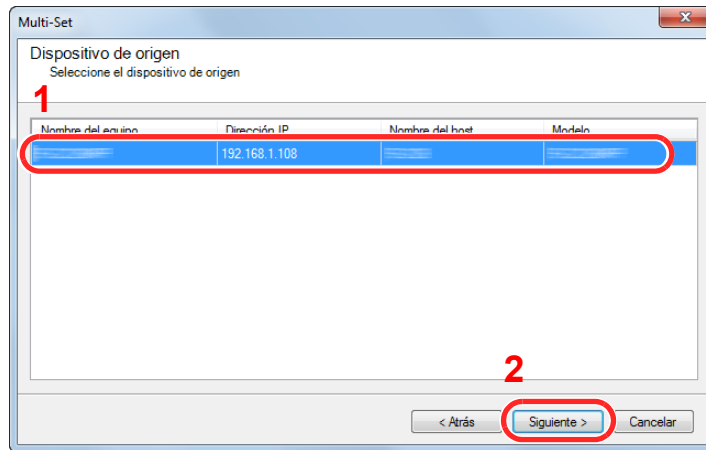 Multi-Set
Dispositivo de origen
Seleccione el dispositivo de origen
1
Nombre del equipo Dirección IP Nombre del host Modelo
192.168.1.108
2
< Atrás Siguiente > Cancelar